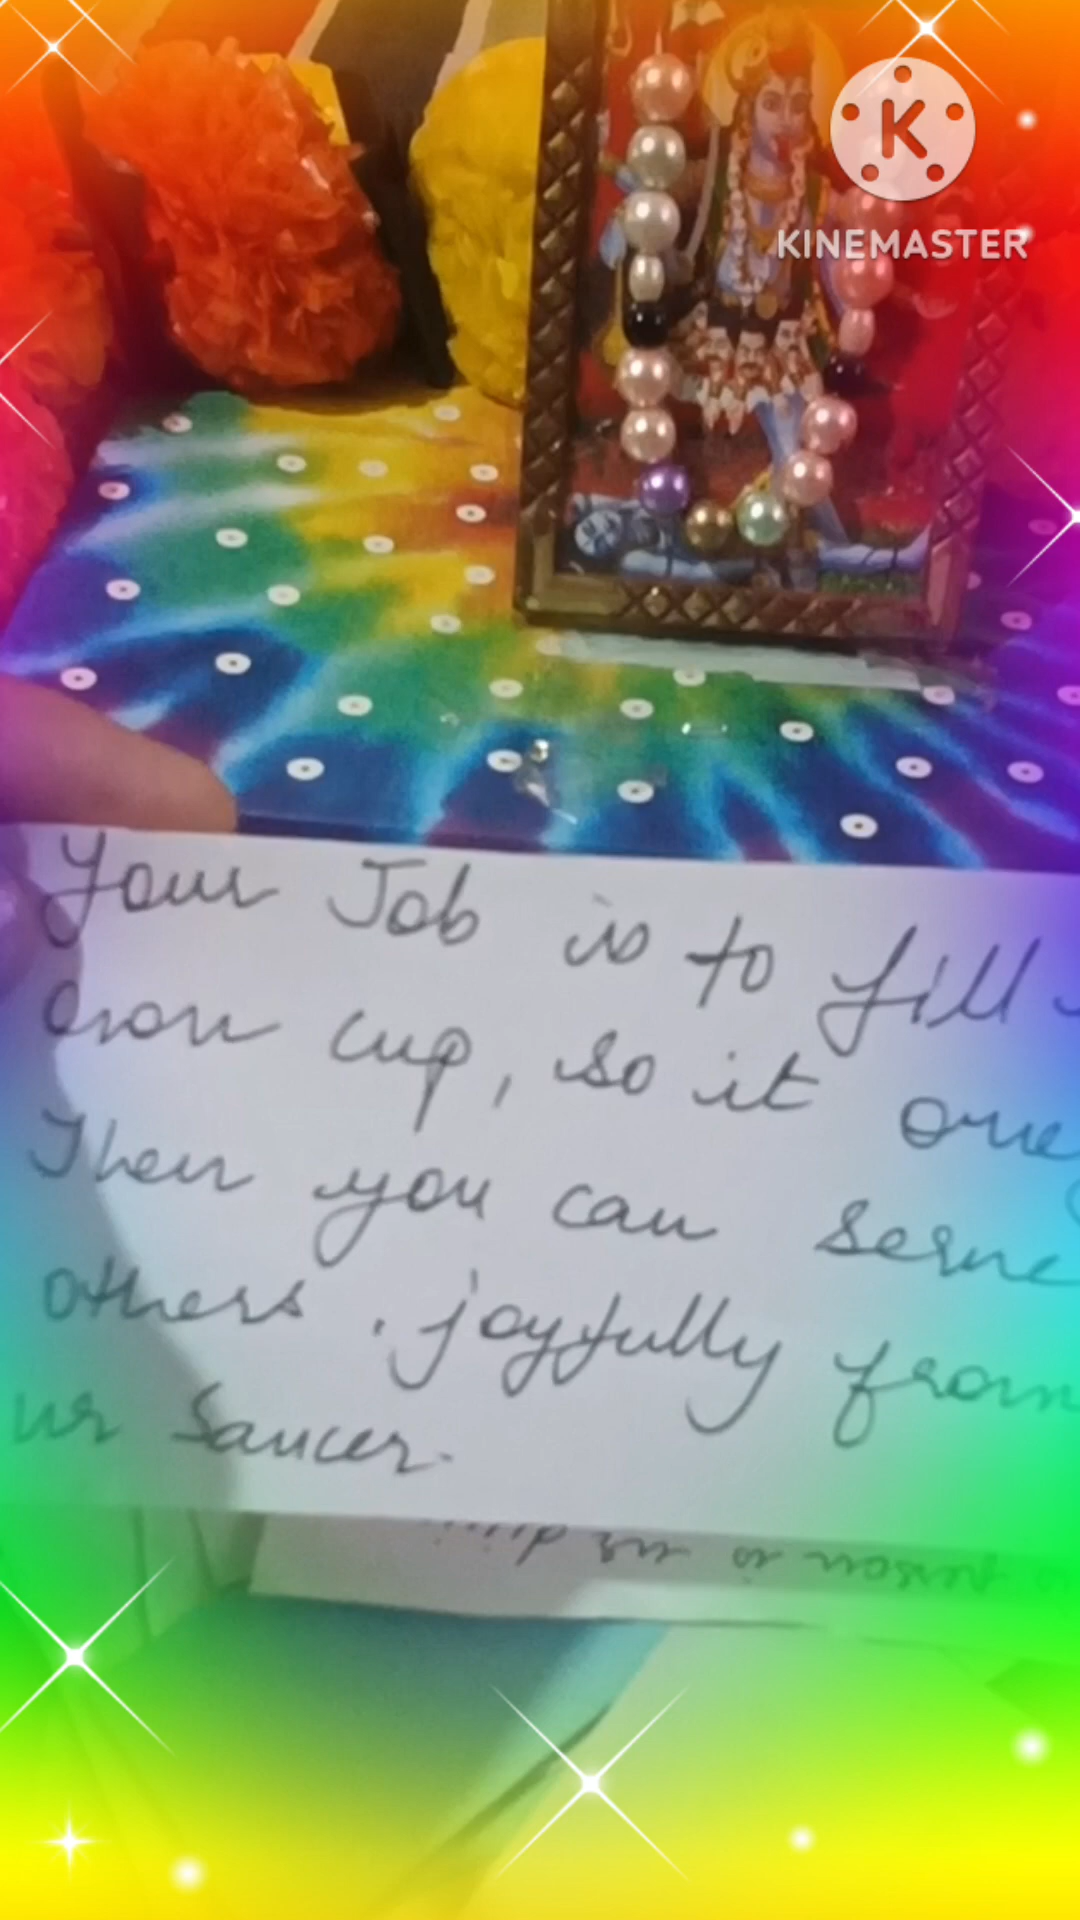 KINEMASTER
Your Job is to fill
own cup, so it
Then you can serve
others. joyfully from
ur Saucer.